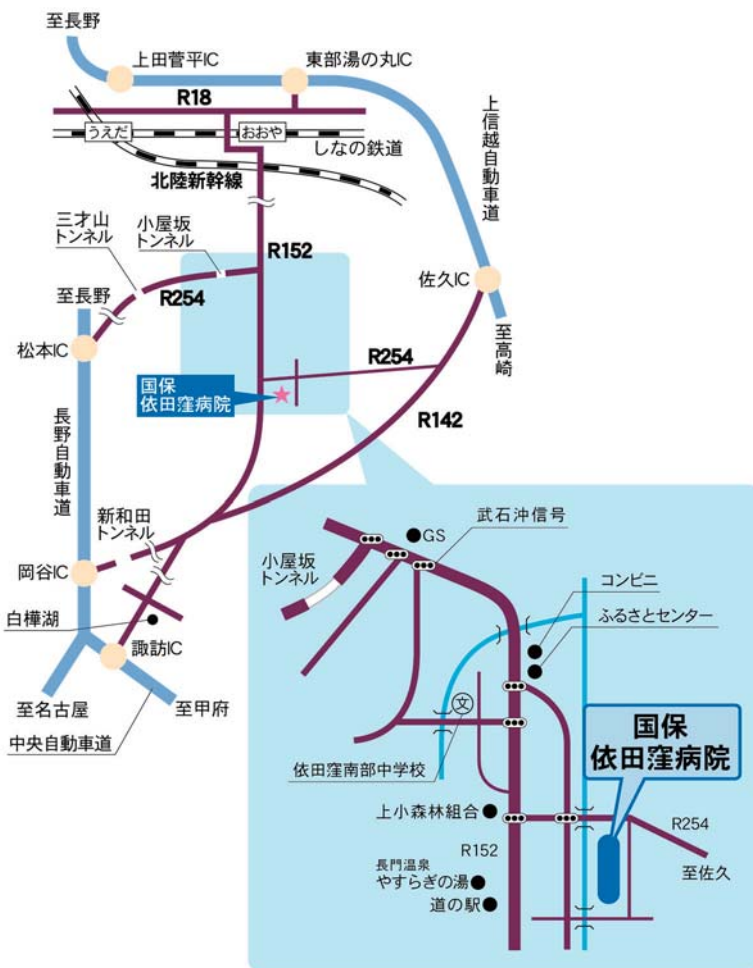 至長野
上田菅平IC
東部湯の丸IC
R18
うえだ
おおや
しなの鉄道
北陸新幹線
上信越自動車道
三才山
トンネル
小屋坂
トンネル
R152
R254
至長野
松本IC
佐久IC
至高崎
R254
国保
依田窪病院
R142
長野自動車道
新和田
トンネル
岡谷IC
白樺湖
諏訪IC
至名古屋
至甲府
中央自動車道
武石沖信号
GS
小屋坂
トンネル
コンビニ
ふるさとセンター
文
依田窪南部中学校
国保
依田窪病院
上小森林組合
R152
R254
至佐久
長門温泉
やすらぎの湯
道の駅